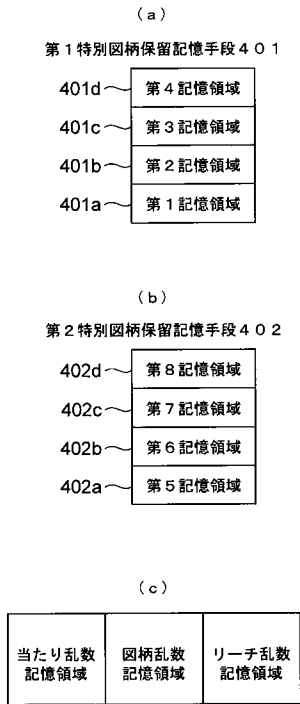 (a)
第1特別図柄保留記憶手段401
401d 第4記憶領域
401c 第3記憶領域
401b 第2記憶領域
401a 第1記憶領域
(b)
第2特別図柄保留記憶手段402
402d 第8記憶領域
402c 第7記憶領域
402b 第6記憶領域
402a 第5記憶領域
(c)
当たり乱数 図柄乱数 リーチ乱数
記憶領域 記憶領域 記憶領域